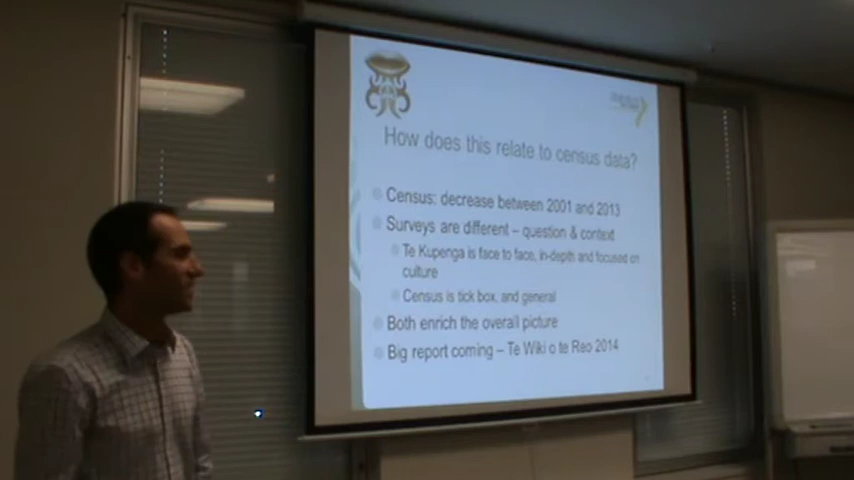 How does this relate to census data?
Census: decrease between 2001 and 2013
Surveys are different – question & context
Te Kupenga is face to face, in-depth and focused on
culture
Census is tick box, and general
Both enrich the overall picture
Big report coming – Te Wiki o te Reo 2014